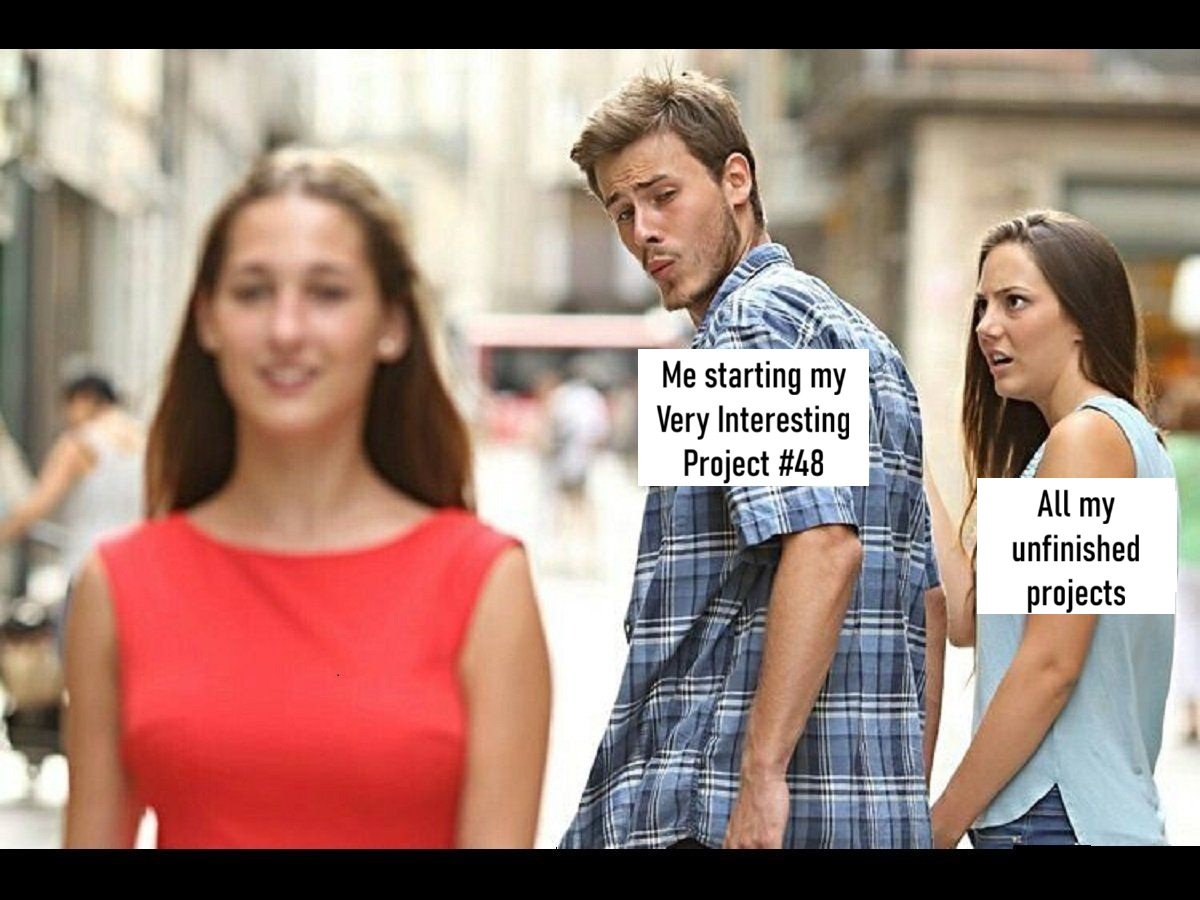 Me starting my
Very Interesting
Project #48
All my
unfinished
projects